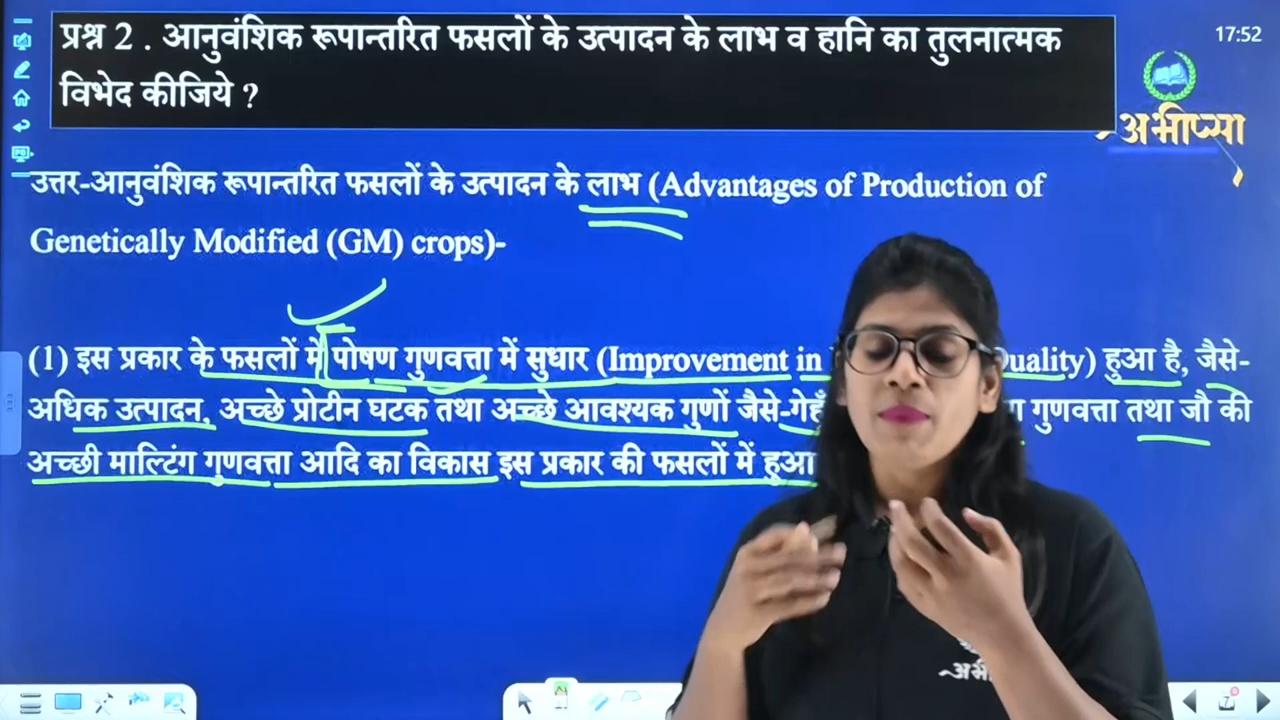 प्रश्न 2 . आनुवंशिक रूपान्तरित फसलों के उत्पादन के लाभ व हानि का तुलनात्मक
विभेद कीजिये ?
17:52
अभीप्सा
उत्तर-आनुवंशिक रूपान्तरित फसलों के उत्पादन के लाभ (Advantages of Production of
Genetically Modified (GM) crops)-
(1) इस प्रकार के फसलों में पोषण गुणवत्ता में सुधार (Improvement in Quality) हुआ है, जैसे-
अधिक उत्पादन, अच्छे प्रोटीन घटक तथा अच्छे आवश्यक गुणों जैसे-गेहूँ गुणवत्ता तथा जौ की
अच्छी माल्टिंग गुणवत्ता आदि का विकास इस प्रकार की फसलों में हुआ